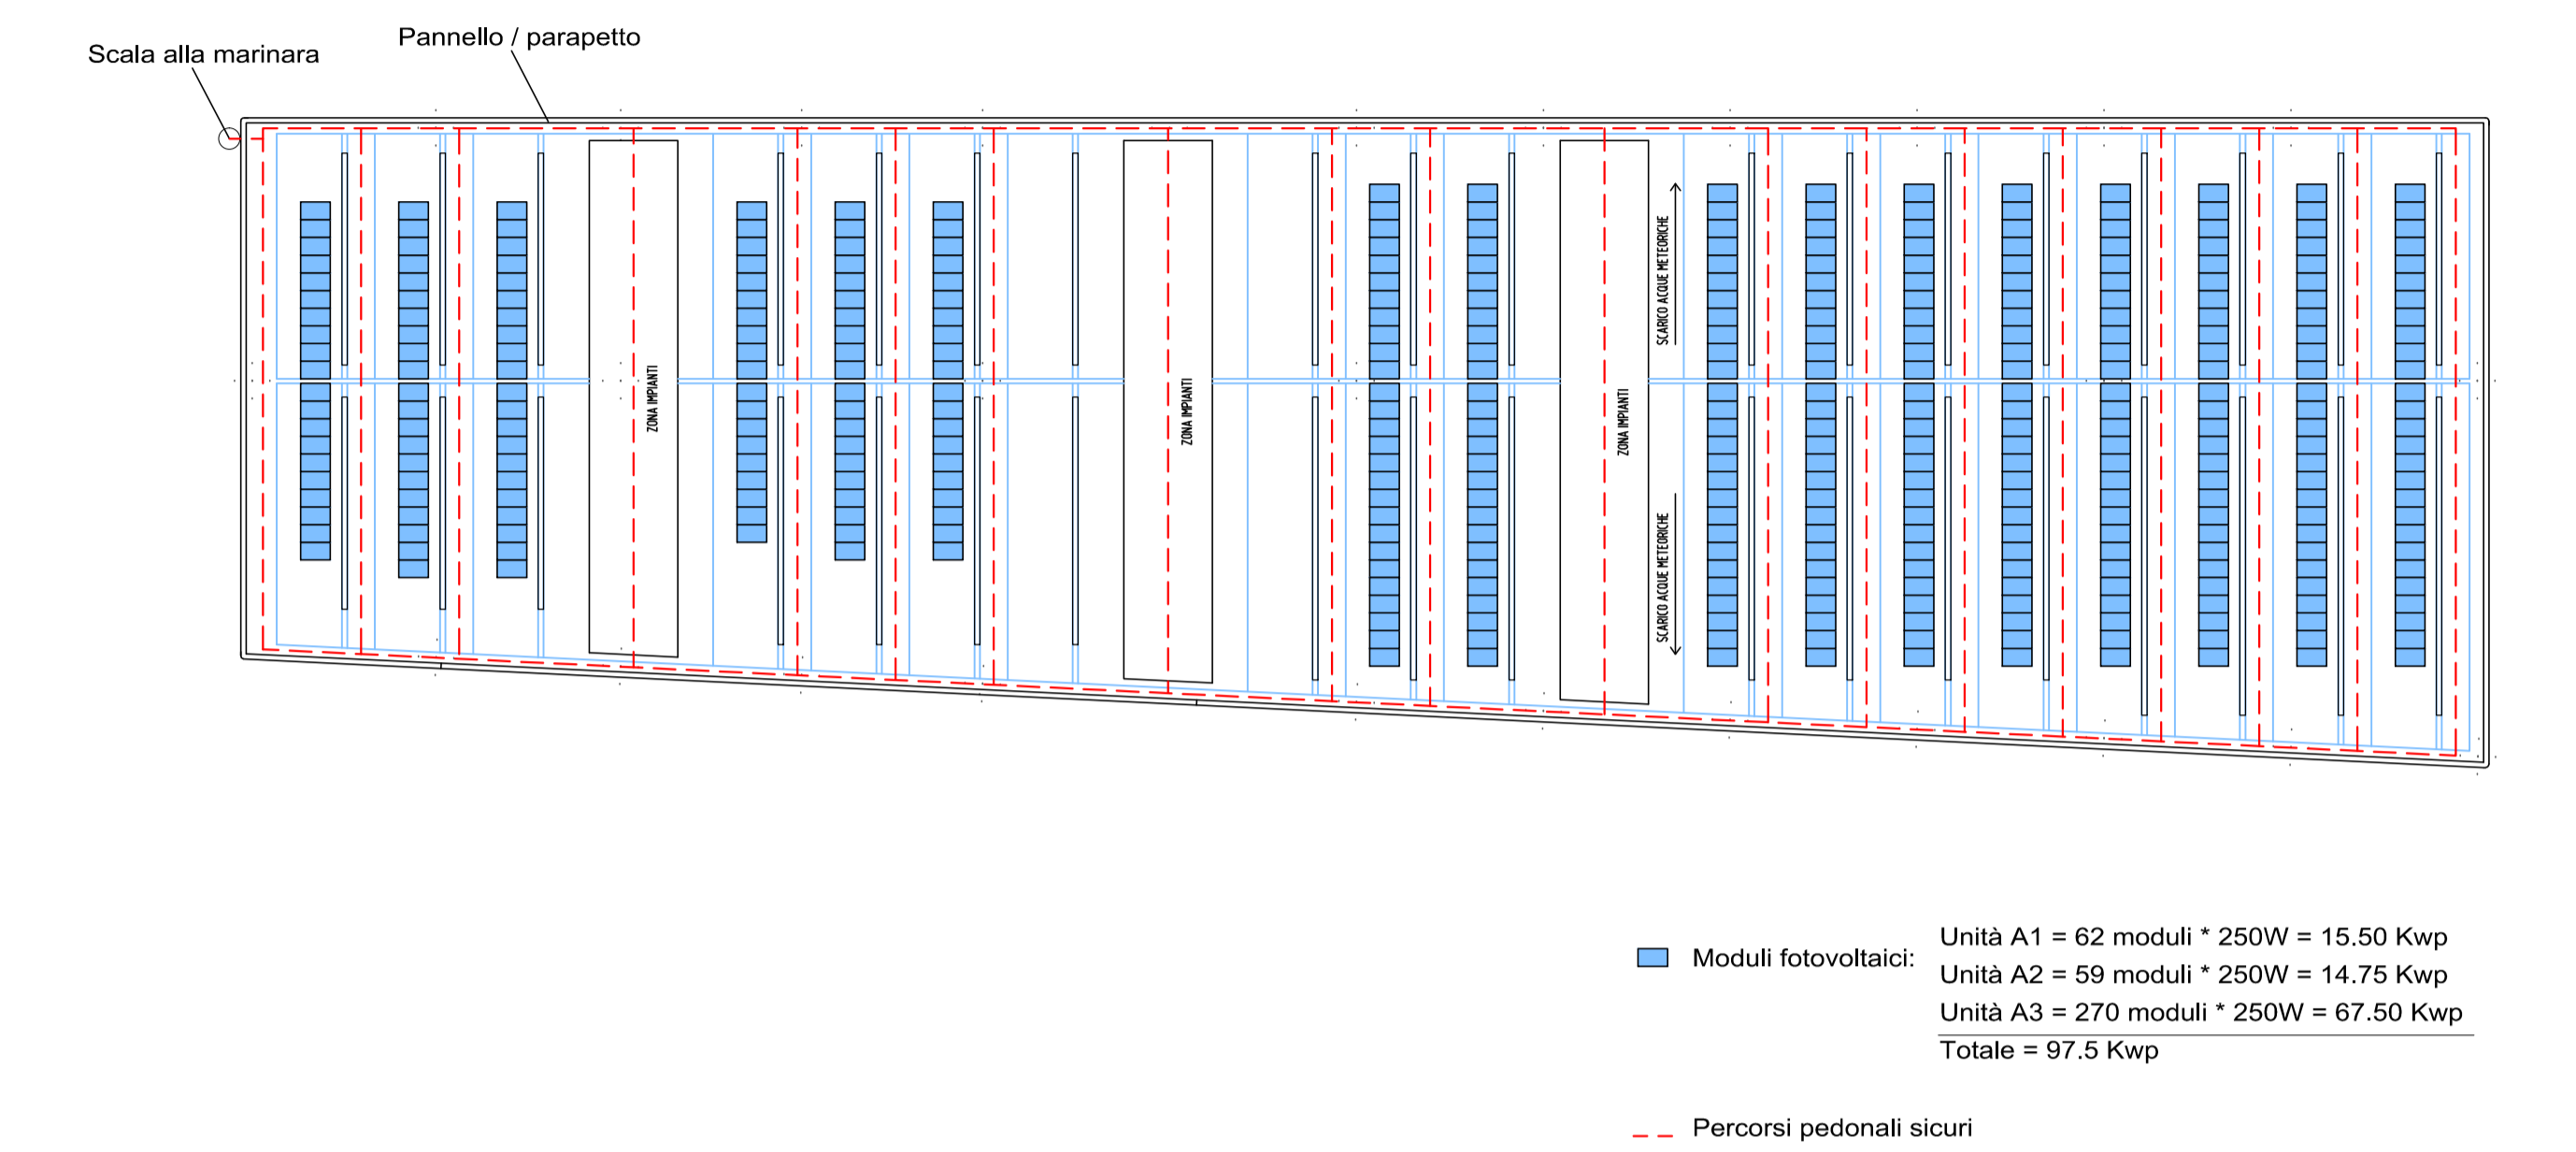 Pannello / parapetto
Scala alla marinara
ZONA IMPIANTI
ZONA IMPIANTI
ZONA IMPIANTI
SCARICO ACQUE METEORICHE
SCARICO ACQUE METEORICHE
Moduli fotovoltaici:
Unità A1 = 62 moduli * 250W = 15.50 Kwp
Unità A2 = 59 moduli * 250W = 14.75 Kwp
Unità A3 = 270 moduli * 250W = 67.50 Kwp
Totale = 97.5 Kwp
Percorsi pedonali sicuri